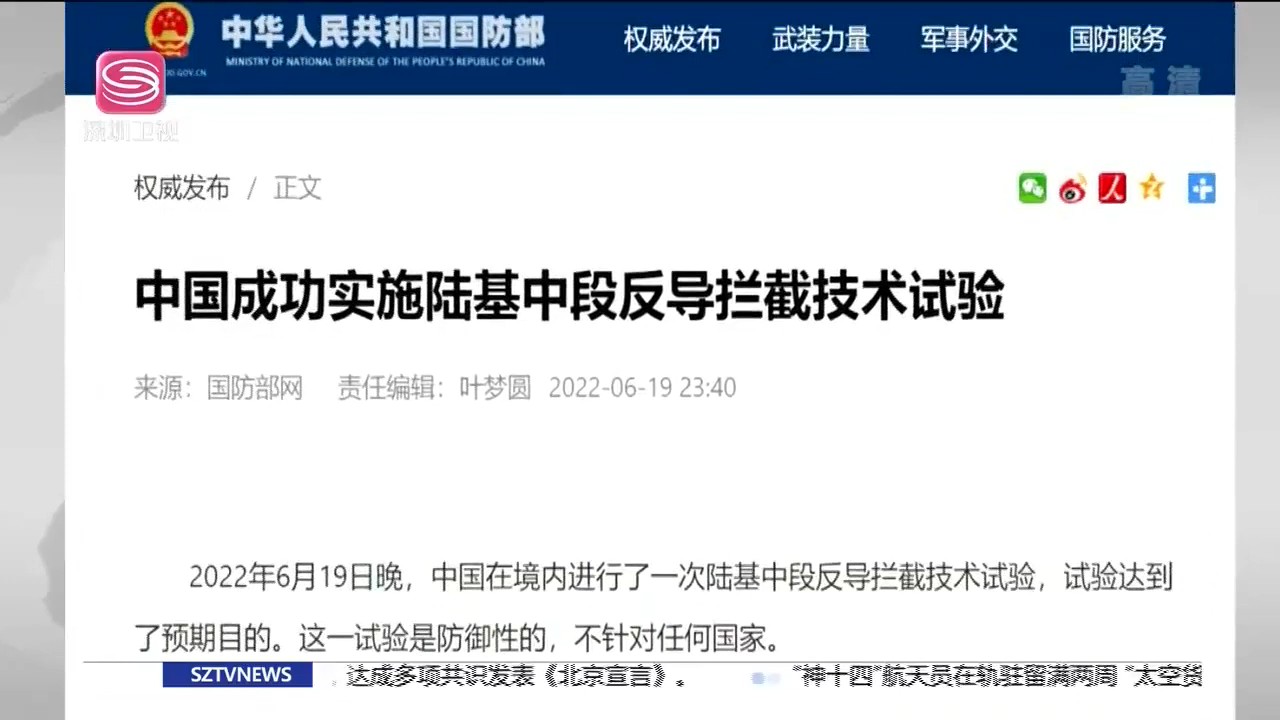 中华人民共和国国防部
MINISTRY OF NATIONAL DEFENSE OF THE PEOPLE'S REPUBLIC OF CHINA
权威发布 武装力量 军事外交 国防服务
高清
深圳卫视
权威发布 / 正文
中国成功实施陆基中段反导拦截技术试验
来源：国防部网 责任编辑：叶梦圆 2022-06-19 23:40
2022年6月19日晚，中国在境内进行了一次陆基中段反导拦截技术试验，试验达到
了预期目的。这一试验是防御性的，不针对任何国家。
SZTVNEWS 达成多项共识发表《北京宣言》。 “神十四”航天员在轨驻留满两周 “太空货